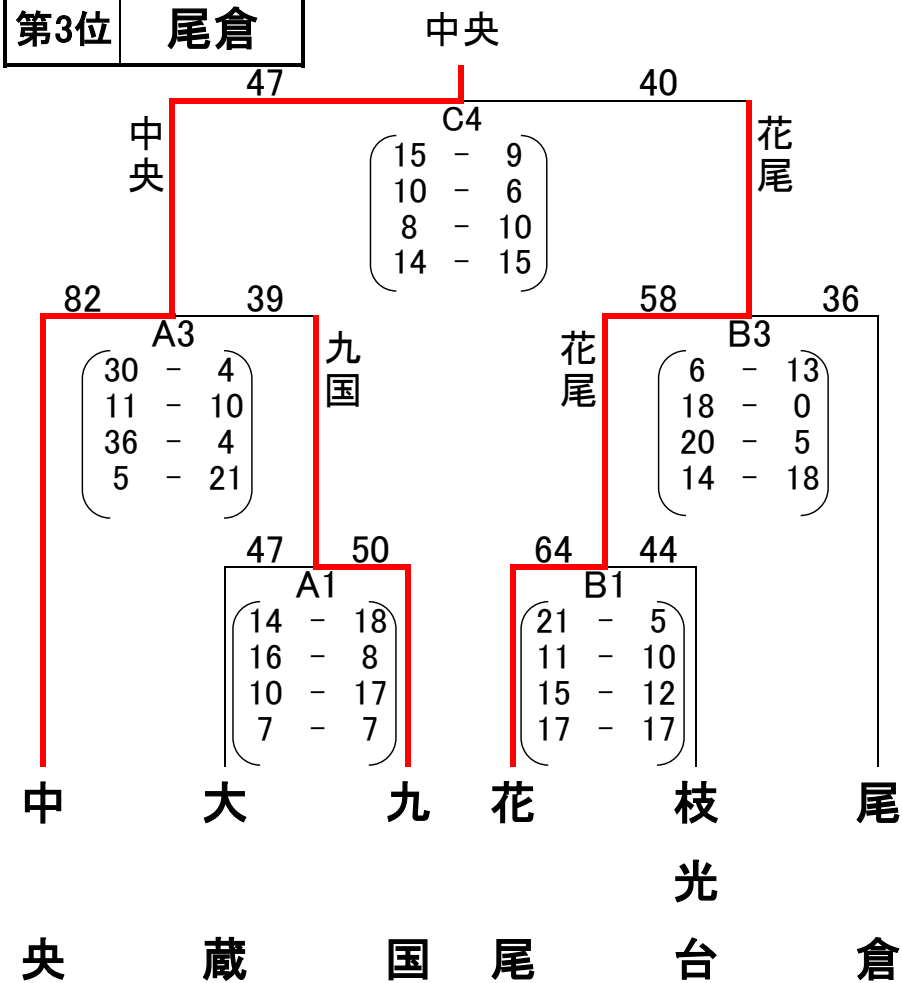 第3位 尾倉
中央
47 40
中央 C4 花尾
15 - 9
10 - 6
8 - 10
14 - 15
82 39 58 36
A3 九国 花尾 B3
30 - 4 6 - 13
11 - 10 18 - 0
36 - 4 20 - 5
5 - 21 14 - 18
47 50 64 44
A1 B1
14 - 18 21 - 5
16 - 8 11 - 10
10 - 17 15 - 12
7 - 7 17 - 17
中央 大蔵 九国 花尾 枝光台 尾倉